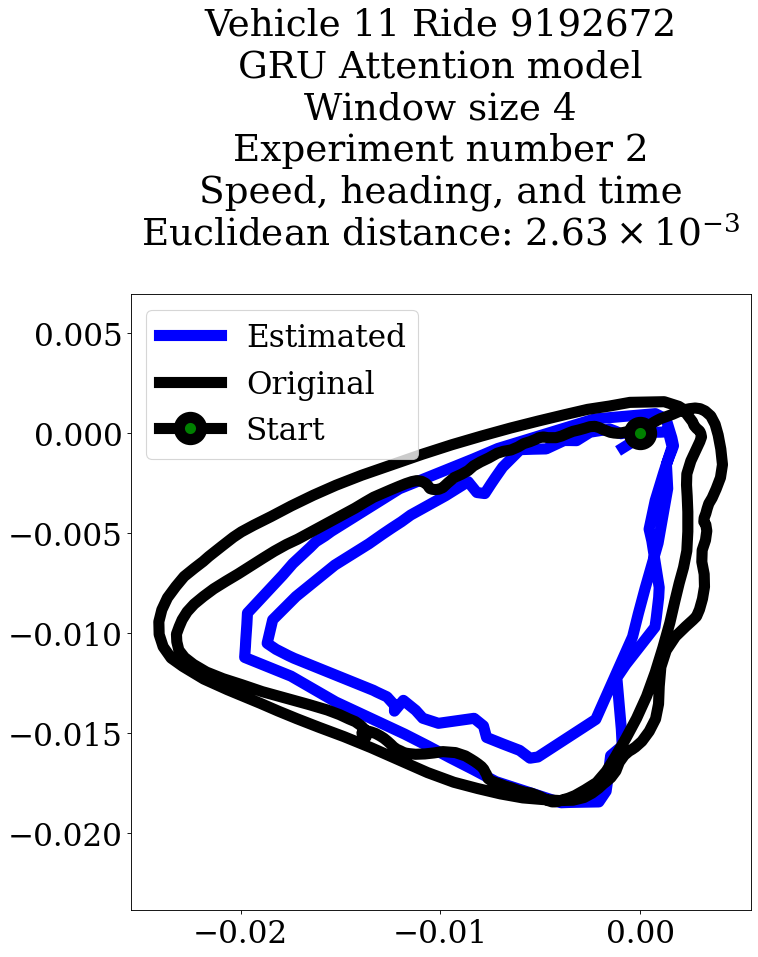 Vehicle 11 Ride 9192672
GRU Attention model
Window size 4
Experiment number 2
Speed, heading, and time
Euclidean distance: 2.63 × 10⁻³
Estimated
Original
Start
0.005
0.000
−0.005
−0.010
−0.015
−0.020
−0.02
−0.01
0.00